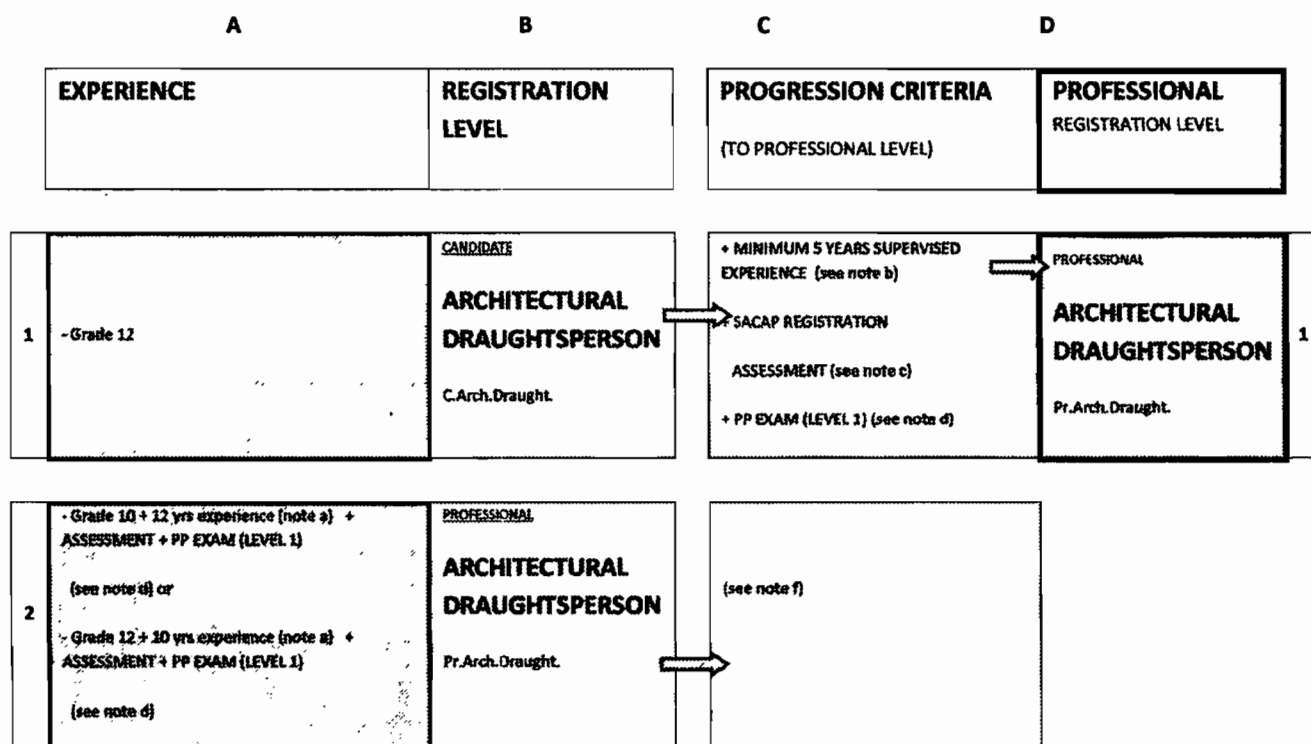 A B C D
EXPERIENCE
REGISTRATION
LEVEL
PROGRESSION CRITERIA
(TO PROFESSIONAL LEVEL)
PROFESSIONAL
REGISTRATION LEVEL
1
- Grade 12
CANDIDATE
ARCHITECTURAL
DRAUGHTSPERSON
C.Arch.Draught.
+ MINIMUM 5 YEARS SUPERVISED
EXPERIENCE (see note b)
+ SACAP REGISTRATION
ASSESSMENT (see note c)
+ PP EXAM (LEVEL 1) (see note d)
PROFESSIONAL
ARCHITECTURAL
DRAUGHTSPERSON
Pr.Arch.Draught.
1
2
- Grade 10 + 12 yrs experience (note a) +
ASSESSMENT + PP EXAM (LEVEL 1)
(see note d) or
- Grade 12 + 10 yrs experience (note a) +
ASSESSMENT + PP EXAM (LEVEL 1)
(see note d)
PROFESSIONAL
ARCHITECTURAL
DRAUGHTSPERSON
Pr.Arch.Draught.
(see note f)